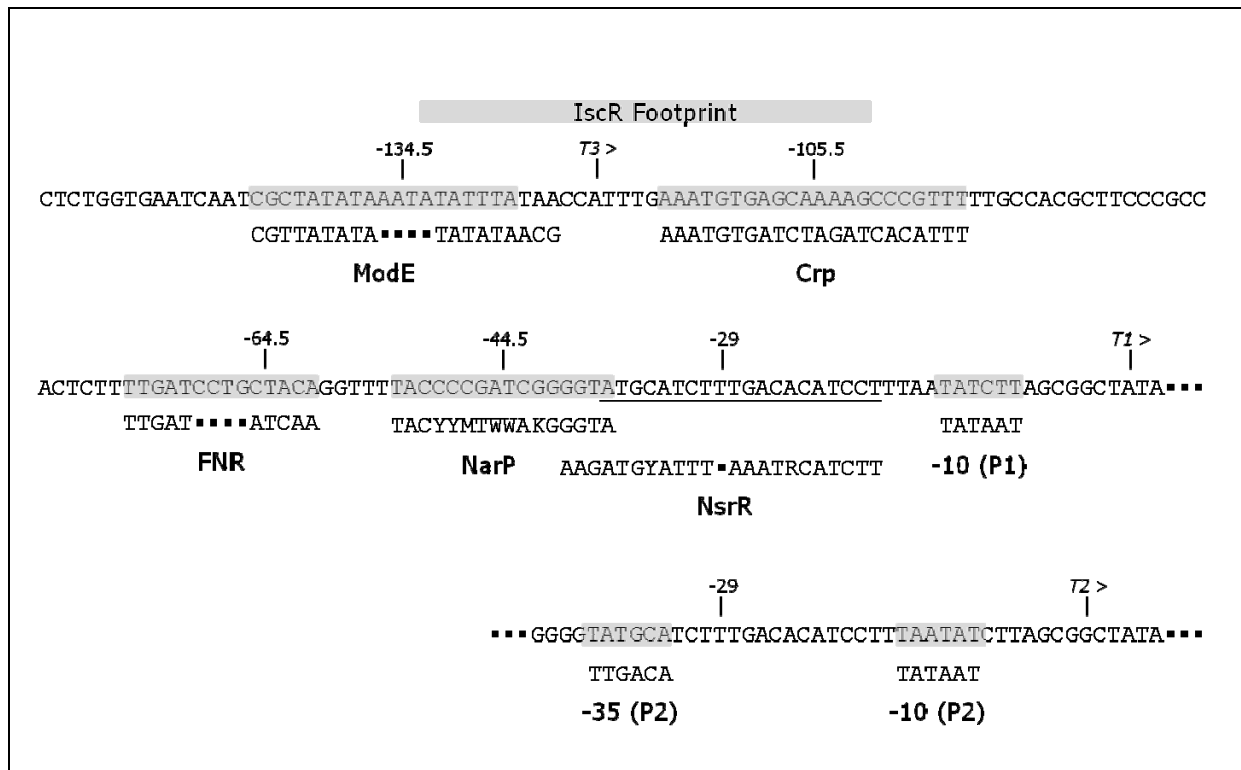 IscR Footprint
-134.5 T3 > -105.5
CTCTGGTGAATCAATCGCTATATAAATATATTTATAACCATTTGAAATGTGAGCAAAAGCCCGTTTTTGCCACGCTTCCCGCC
CGTTATATA▪▪▪▪TATATAACG AAATGTGATCTAGATCACATTT
ModE Crp
-64.5 -44.5 -29 T1 >
ACTCTTTTGATCCTGCTACAGGTTTTACCCCGATCGGGGTATGCATCTTTGACACATCCTTTAATATCTTAGCGGCTATA▪▪▪
TTGAT▪▪▪▪ATCAA TACYYMTWWAKGGGTA TATAAT
FNR NarP -10 (P1)
AAGATGYATTT▪AAATRCATCTT
NsrR
-29 T2 >
▪▪▪GGGGTATGCATCTTTGACACATCCTTTAATATCTTAGCGGCTATA▪▪▪
TTGACA TATAAT
-35 (P2) -10 (P2)